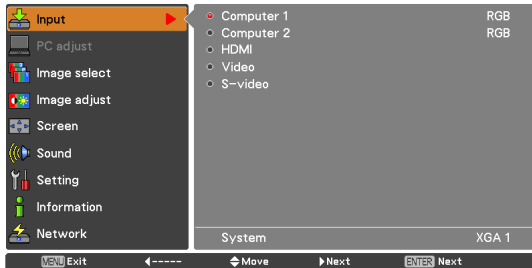 Input
PC adjust
Image select
Image adjust
Screen
Sound
Setting
Information
Network
Computer 1 RGB
Computer 2 RGB
HDMI
Video
S-video
System XGA 1
MENU Exit ◀----- Move Next ENTER Next